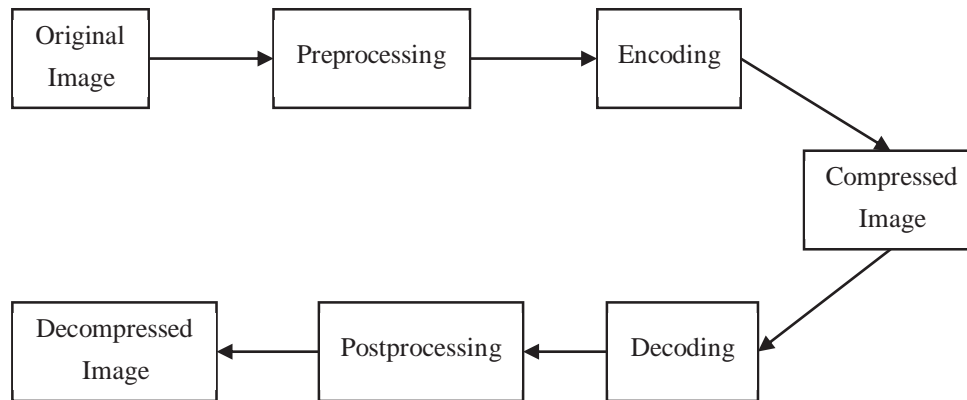 Original
Image
Preprocessing
Encoding
Compressed
Image
Decoding
Postprocessing
Decompressed
Image